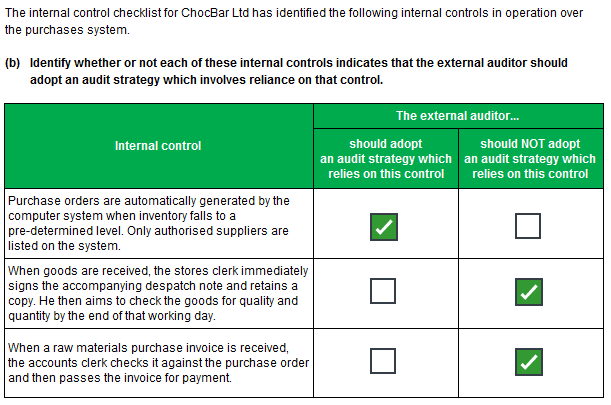 The internal control checklist for ChocBar Ltd has identified the following internal controls in operation over
the purchases system.
(b) Identify whether or not each of these internal controls indicates that the external auditor should
adopt an audit strategy which involves reliance on that control.
Internal control
The external auditor...
should adopt
an audit strategy which
relies on this control
should NOT adopt
an audit strategy which
relies on this control
Purchase orders are automatically generated by the
computer system when inventory falls to a
pre-determined level. Only authorised suppliers are
listed on the system.
When goods are received, the stores clerk immediately
signs the accompanying despatch note and retains a
copy. He then aims to check the goods for quality and
quantity by the end of that working day.
When a raw materials purchase invoice is received,
the accounts clerk checks it against the purchase order
and then passes the invoice for payment.